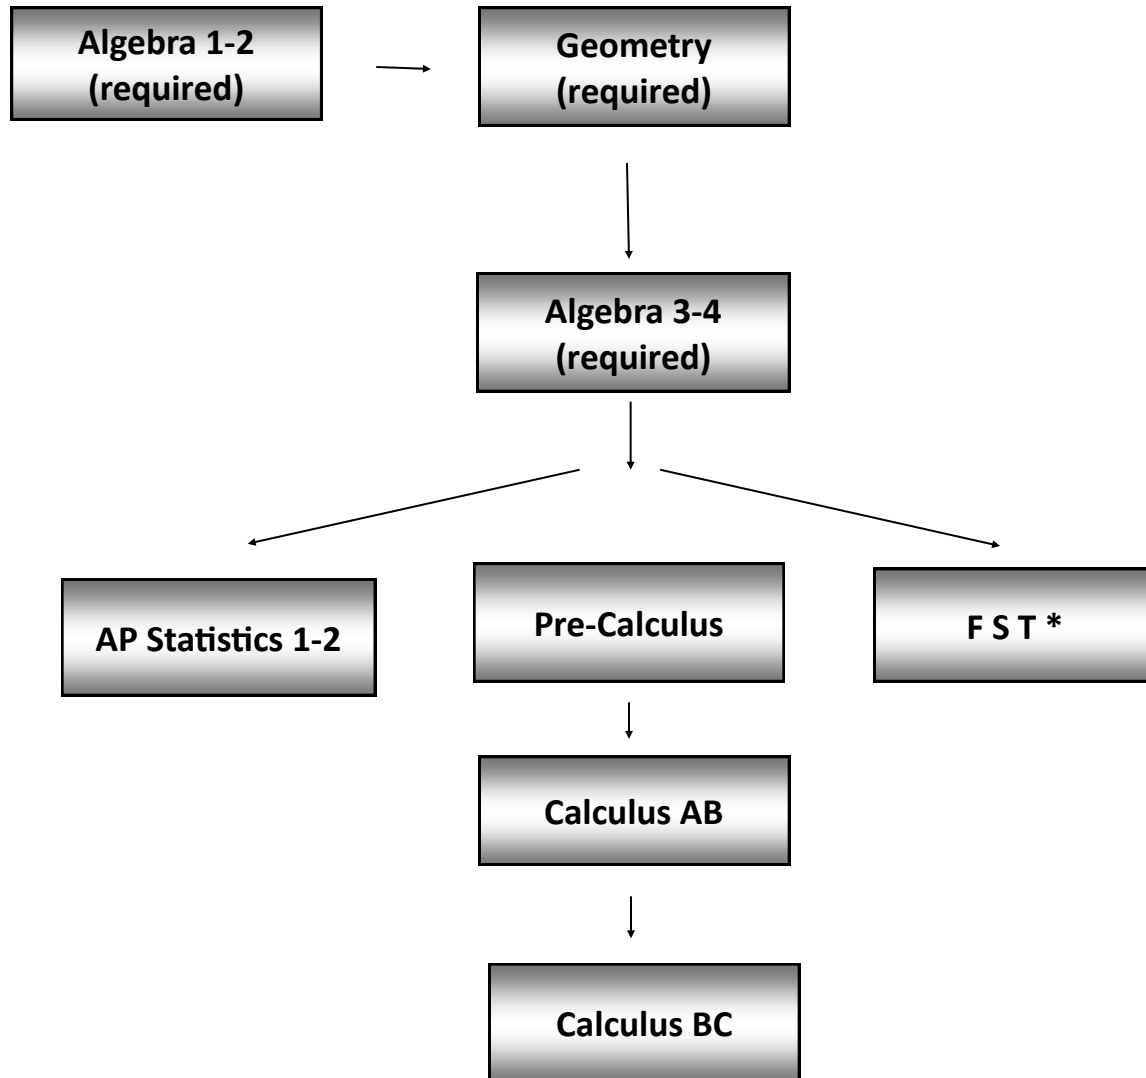 Algebra 1-2
(required)
Geometry
(required)
Algebra 3-4
(required)
AP Statistics 1-2
Pre-Calculus
F S T *
Calculus AB
Calculus BC